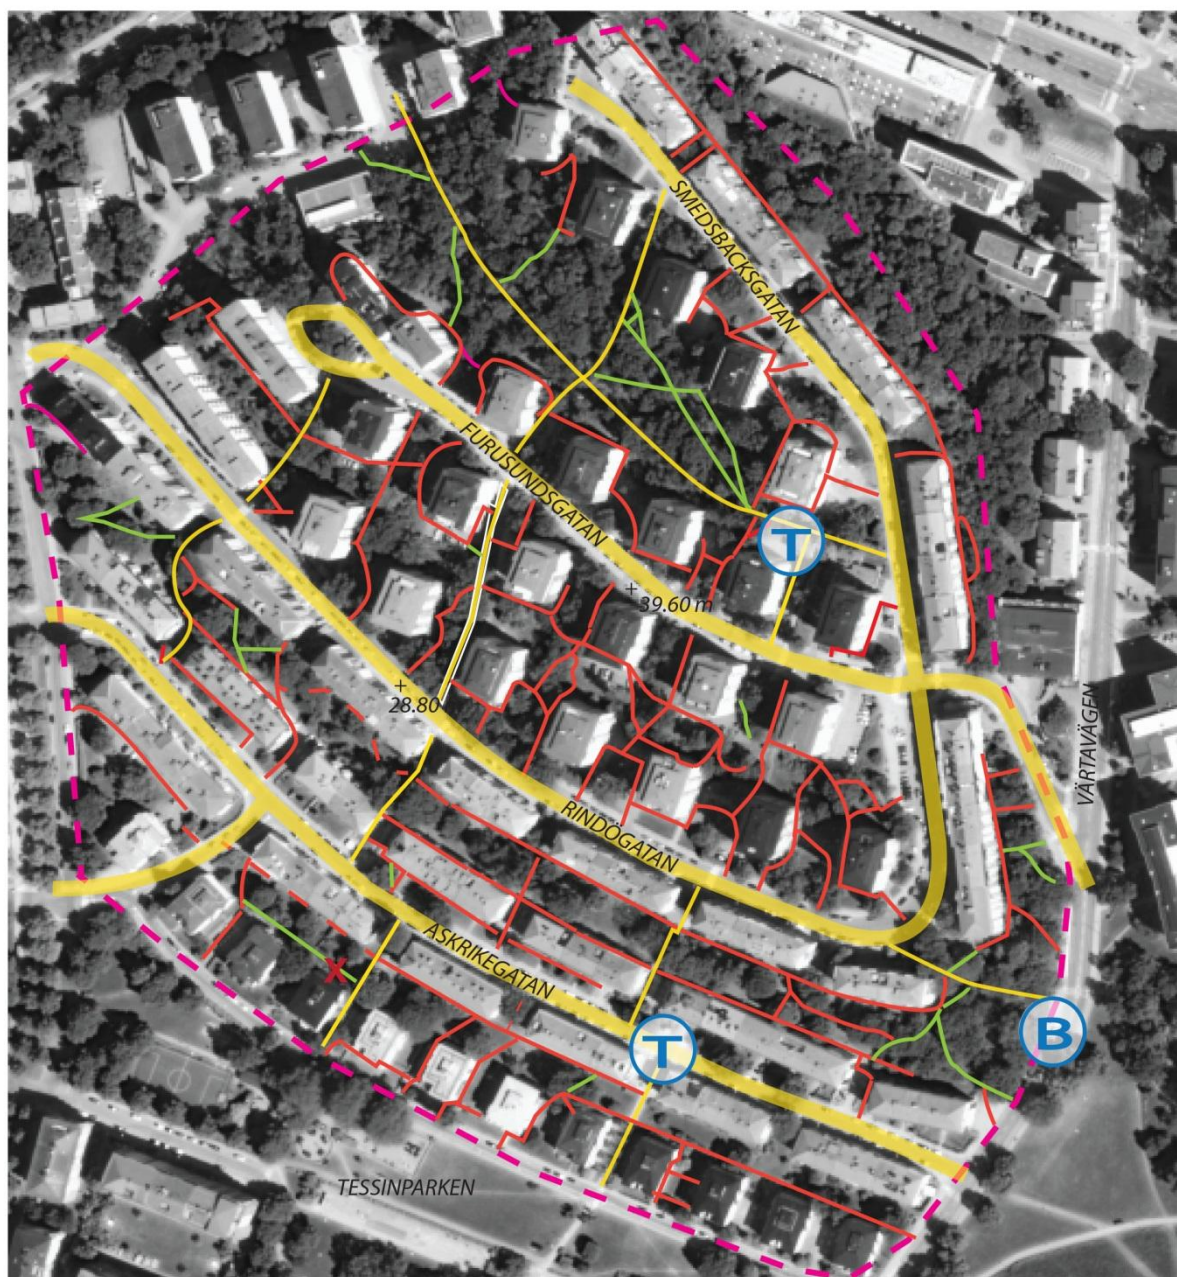 SMEDSBACKSGATAN
FURUSUNDSGATAN
T
+ 39.60 m
+
28.80
VÄRTAVÄGEN
RINDÖGATAN
ASKRIKEGATAN
X
B
T
TESSINPARKEN